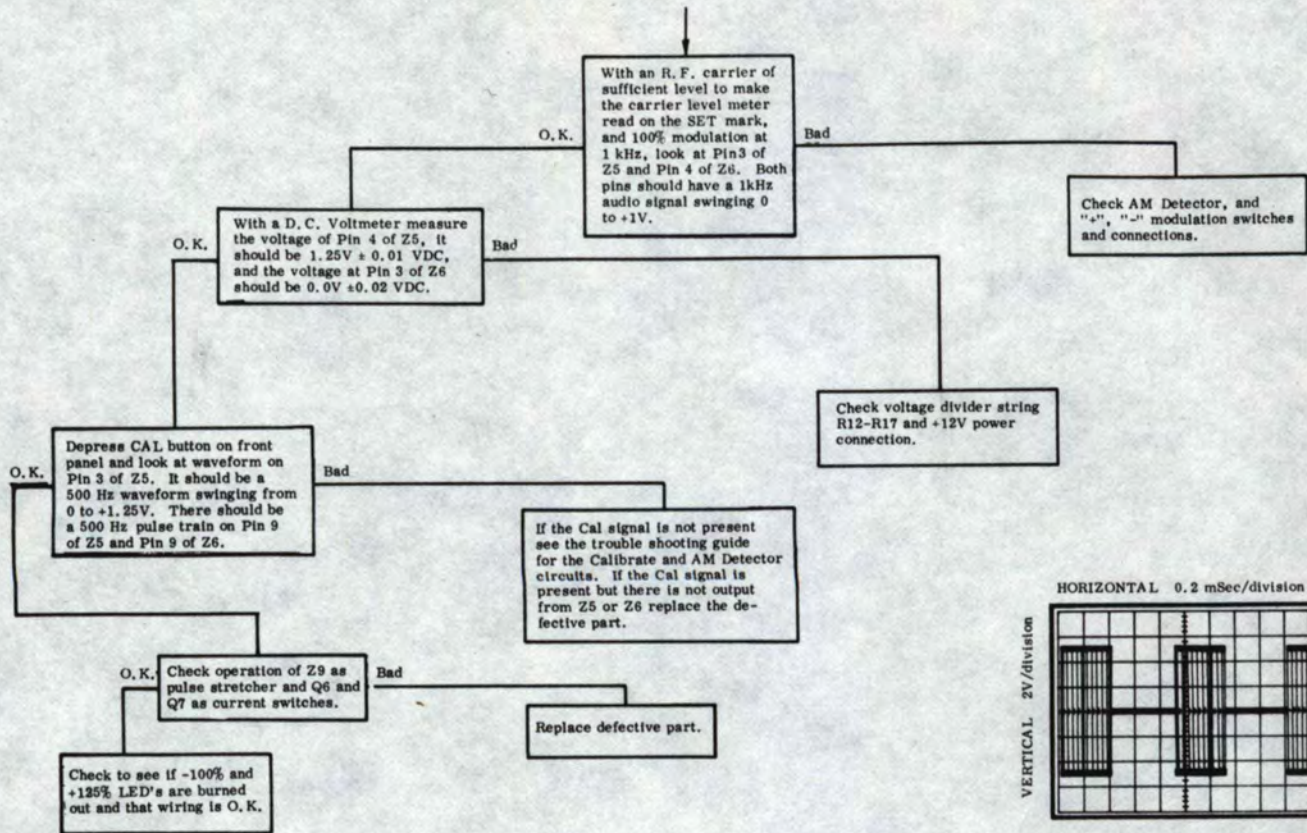 With an R. F. carrier of
sufficient level to make
the carrier level meter
read on the SET mark,
and 100% modulation at
1 kHz, look at Pin3 of
Z5 and Pin 4 of Z6. Both
pins should have a 1kHz
audio signal swinging 0
to +1V.
O.K.
Bad
Check AM Detector, and
"+", "-" modulation switches
and connections.
With a D. C. Voltmeter measure
the voltage of Pin 4 of Z5, it
should be 1.25V ± 0.01 VDC,
and the voltage at Pin 3 of Z6
should be 0.0V ±0.02 VDC.
O.K.
Bad
Check voltage divider string
R12-R17 and +12V power
connection.
Depress CAL button on front
panel and look at waveform on
Pin 3 of Z5. It should be a
500 Hz waveform swinging from
0 to +1.25V. There should be
a 500 Hz pulse train on Pin 9
of Z5 and Pin 9 of Z6.
O.K.
Bad
If the Cal signal is not present
see the trouble shooting guide
for the Calibrate and AM Detector
circuits. If the Cal signal is
present but there is not output
from Z5 or Z6 replace the de-
fective part.
Check operation of Z9 as
pulse stretcher and Q6 and
Q7 as current switches.
O.K.
Bad
Replace defective part.
Check to see if -100% and
+125% LED's are burned
out and that wiring is O.K.
HORIZONTAL 0.2 mSec/division
VERTICAL 2V/division